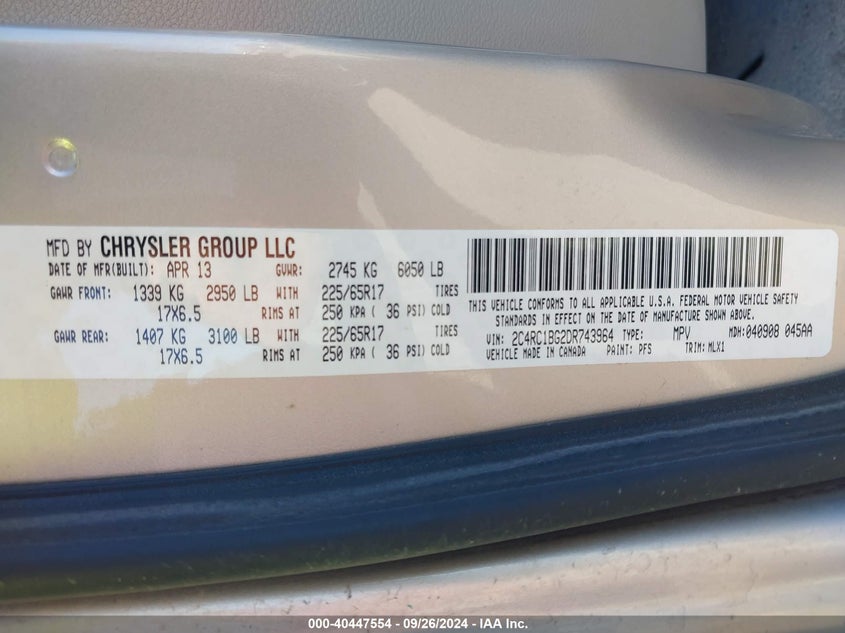 MFD BY CHRYSLER GROUP LLC
DATE OF MFR(BUILT): APR 13 GVWR: 2745 KG 6050 LB
GAWR FRONT: 1339 KG 2950 LB WITH 225/65R17 TIRES
17X6.5 RIMS AT 250 KPA ( 36 PSI) COLD
GAWR REAR: 1407 KG 3100 LB WITH 225/65R17 TIRES
17X6.5 RIMS AT 250 KPA ( 36 PSI) COLD
THIS VEHICLE CONFORMS TO ALL APPLICABLE U.S.A. FEDERAL MOTOR VEHICLE SAFETY
STANDARDS IN EFFECT ON THE DATE OF MANUFACTURE SHOWN ABOVE.
VIN: 2C4RC1BG2DR743964 TYPE: MPV MDH:040908 045AA
VEHICLE MADE IN CANADA PAINT: PFS TRIM: MLX1
000-40447554 - 09/26/2024 - IAA Inc.